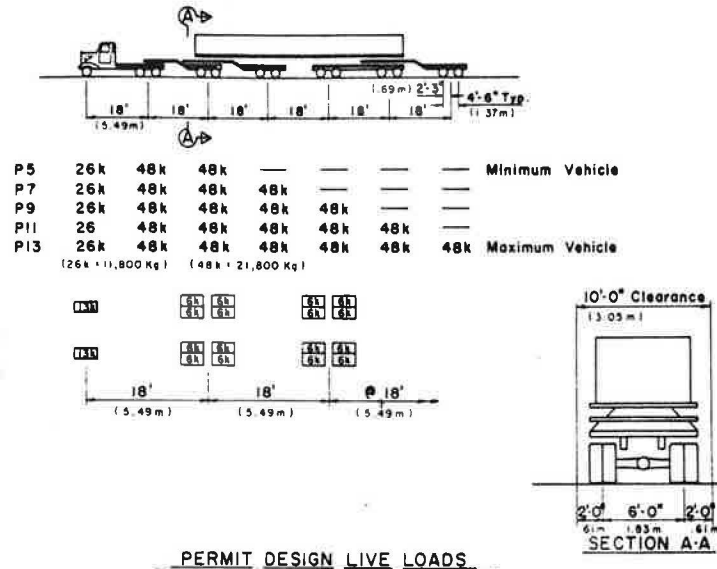 A
(.69m) 2'-3"
4'-6" Typ.
(1.37m)
18' 18' 18' 18' 18' 18'
(5.49m)
A
P5 26k 48k 48k — — — — Minimum Vehicle
P7 26k 48k 48k 48k — — —
P9 26k 48k 48k 48k 48k — —
P11 26 48k 48k 48k 48k 48k —
P13 26k 48k 48k 48k 48k 48k 48k Maximum Vehicle
(26k = 11,800 Kg) (48k = 21,800 Kg)
13k 6k 6k 6k 6k
6k 6k 6k 6k
13k 6k 6k 6k 6k
6k 6k 6k 6k
18' 18' @ 18'
(5.49m) (5.49m) (5.49m)
10'-0" Clearance
(3.05m)
2'-0" 6'-0" 2'-0"
.61m 1.83m .61m
SECTION A-A
PERMIT DESIGN LIVE LOADS